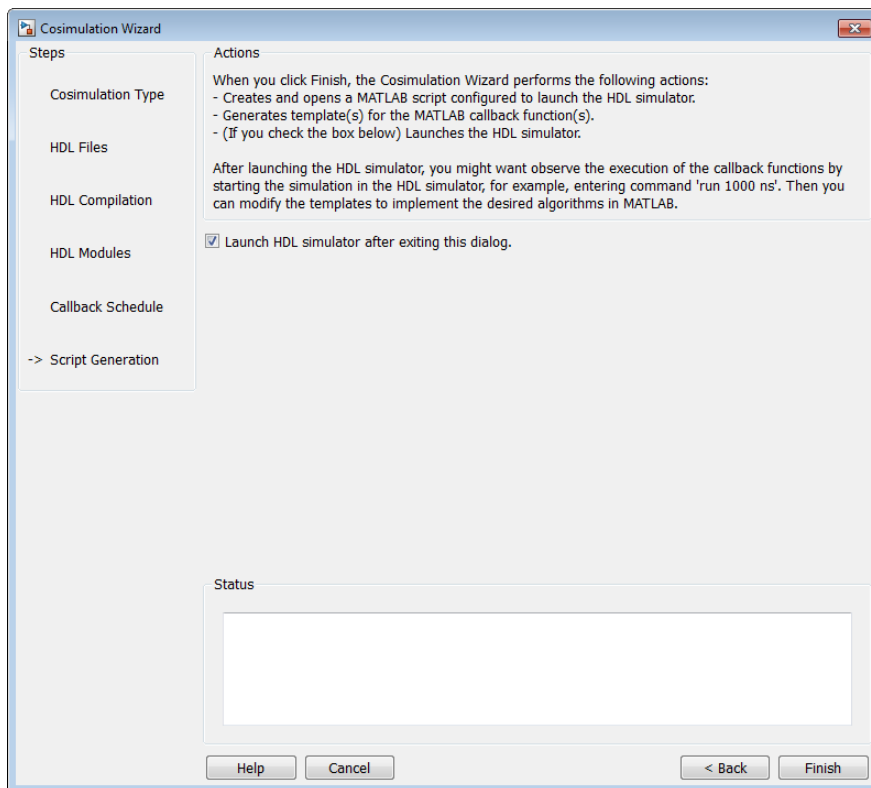 Cosimulation Wizard
Steps
Cosimulation Type
HDL Files
HDL Compilation
HDL Modules
Callback Schedule
-> Script Generation
Actions
When you click Finish, the Cosimulation Wizard performs the following actions:
- Creates and opens a MATLAB script configured to launch the HDL simulator.
- Generates template(s) for the MATLAB callback function(s).
- (If you check the box below) Launches the HDL simulator.
After launching the HDL simulator, you might want observe the execution of the callback functions by
starting the simulation in the HDL simulator, for example, entering command 'run 1000 ns'. Then you
can modify the templates to implement the desired algorithms in MATLAB.
Launch HDL simulator after exiting this dialog.
Status
Help
Cancel
< Back
Finish